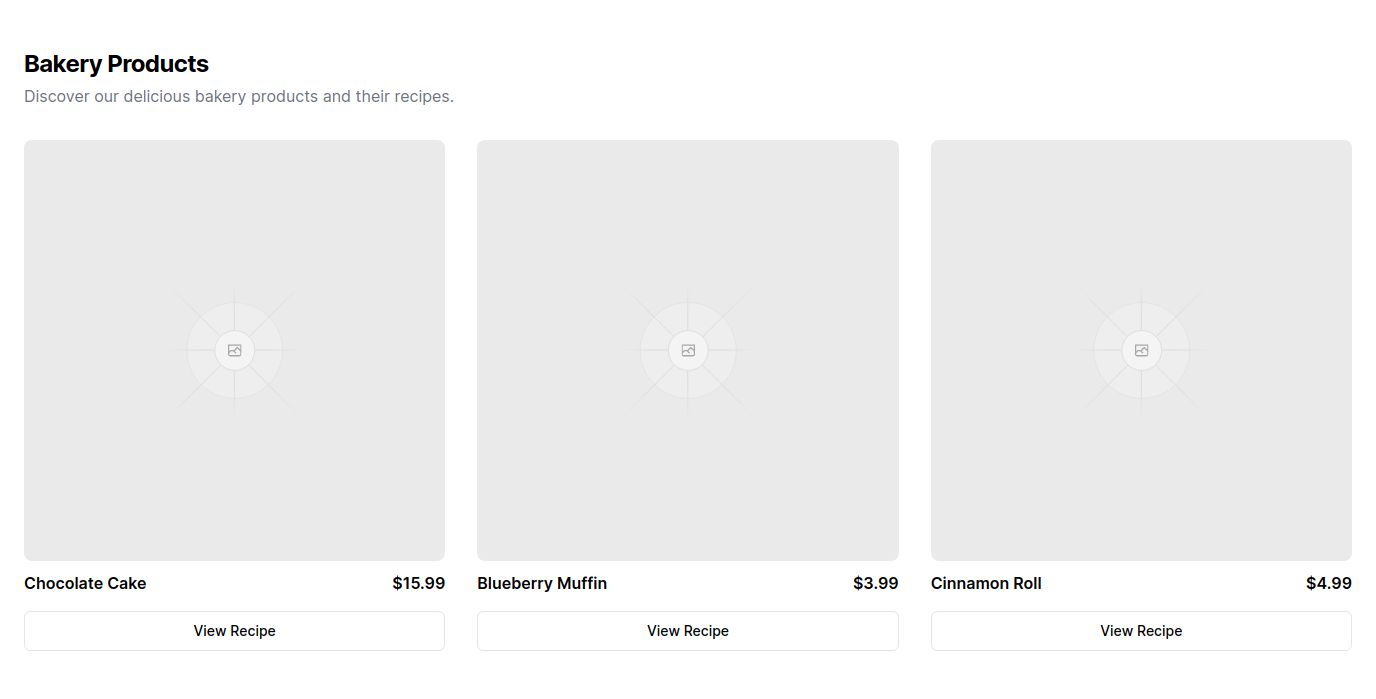 Bakery Products
Discover our delicious bakery products and their recipes.
Chocolate Cake $15.99
Blueberry Muffin $3.99
Cinnamon Roll $4.99
View Recipe
View Recipe
View Recipe